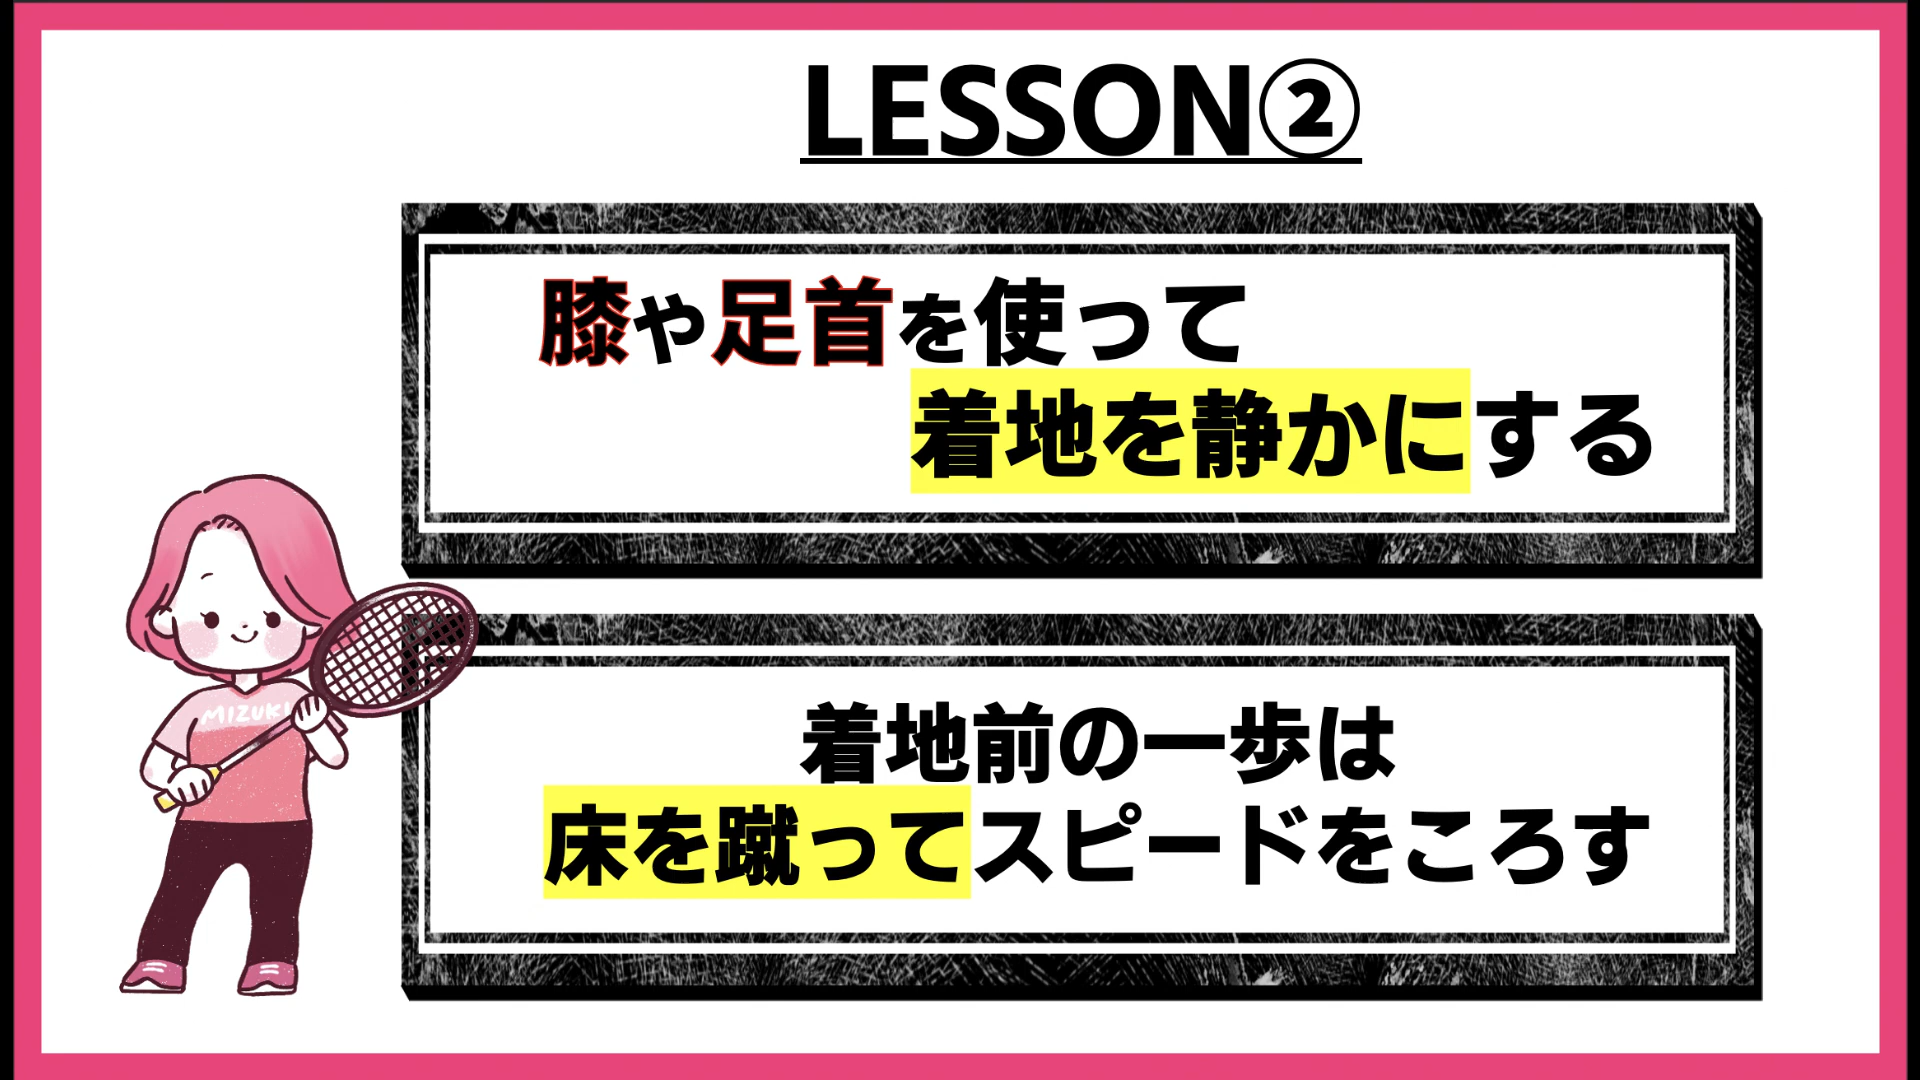 LESSON②
膝や足首を使って
着地を静かにする
着地前の一歩は
床を蹴ってスピードをころす
MIZUKI